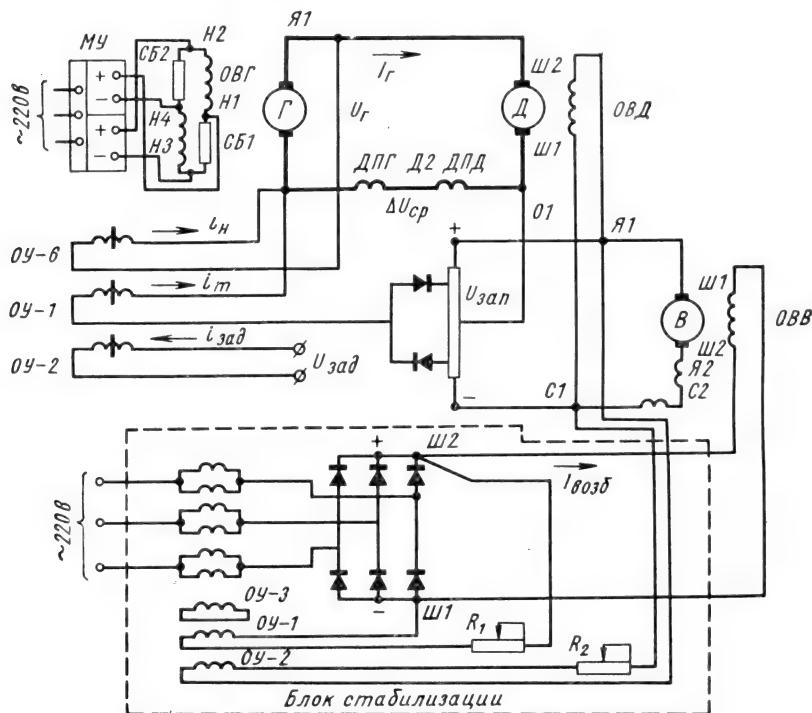 Я1
МУ
Н2
СБ2
ОВГ
Iг
Ш2
+
−
+
−
~220В
Н4
Н1
Н3
СБ1
Г
Uг
Д
ОВД
Ш1
ДПГ
Д2
ДПД
ΔUср
О1
iн
ОУ-6
+
Я1
iт
ОУ-1
Uзап
Ш1
ОВВ
В
iзад
ОУ-2
Uзад
Ш2
Я2
−
С1
С2
+
Ш2
Iвозб
~220В
−
Ш1
ОУ-3
ОУ-1
R1
ОУ-2
R2
Блок стабилизации